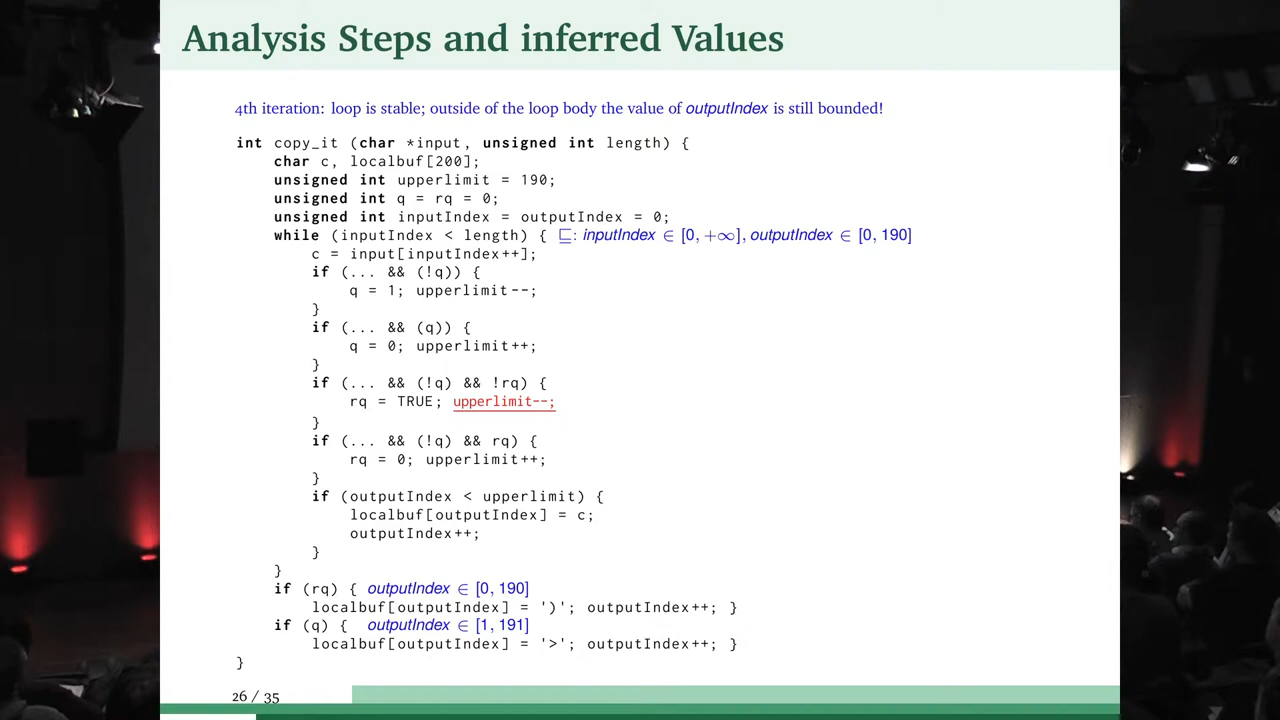 Analysis Steps and inferred Values
4th iteration: loop is stable; outside of the loop body the value of outputIndex is still bounded!
int copy_it (char *input, unsigned int length) {
    char c, localbuf[200];
    unsigned int upperlimit = 190;
    unsigned int q = rq = 0;
    unsigned int inputIndex = outputIndex = 0;
    while (inputIndex < length) { ⊑: inputIndex ∈ [0, +∞], outputIndex ∈ [0, 190]
        c = input[inputIndex++];
        if (... && (!q)) {
            q = 1; upperlimit--;
        }
        if (... && (q)) {
            q = 0; upperlimit++;
        }
        if (... && (!q) && !rq) {
            rq = TRUE; upperlimit--;
        }
        if (... && (!q) && rq) {
            rq = 0; upperlimit++;
        }
        if (outputIndex < upperlimit) {
            localbuf[outputIndex] = c;
            outputIndex++;
        }
    }
    if (rq) { outputIndex ∈ [0, 190]
        localbuf[outputIndex] = ')'; outputIndex++; }
    if (q) { outputIndex ∈ [1, 191]
        localbuf[outputIndex] = '>'; outputIndex++; }
}
26 / 35